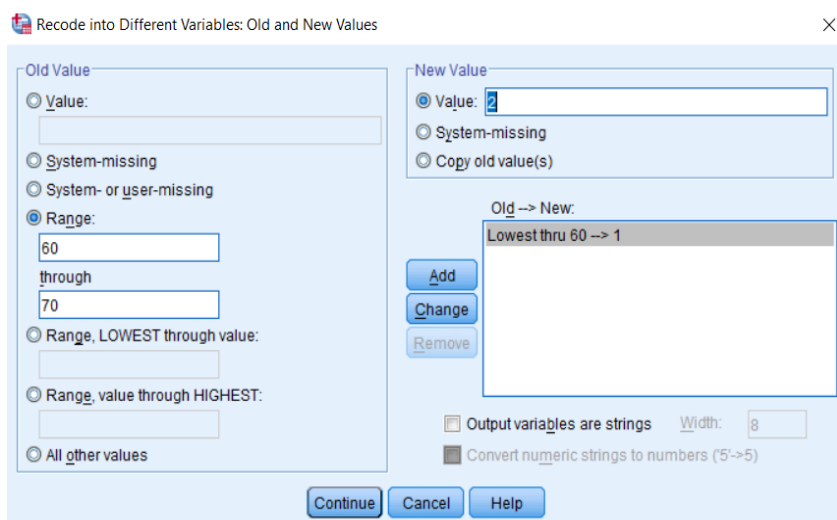 Recode into Different Variables: Old and New Values
Old Value
Value:
System-missing
System- or user-missing
Range:
60
through
70
Range, LOWEST through value:
Range, value through HIGHEST:
All other values
New Value
Value: 2
System-missing
Copy old value(s)
Old --> New:
Lowest thru 60 --> 1
Add
Change
Remove
Output variables are strings Width: 8
Convert numeric strings to numbers ('5'->5)
Continue Cancel Help